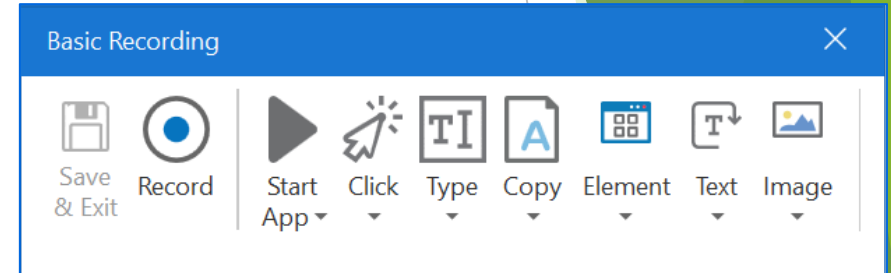 Basic Recording
Save
& Exit
Record
Start
App
Click
Type
Copy
Element
Text
Image